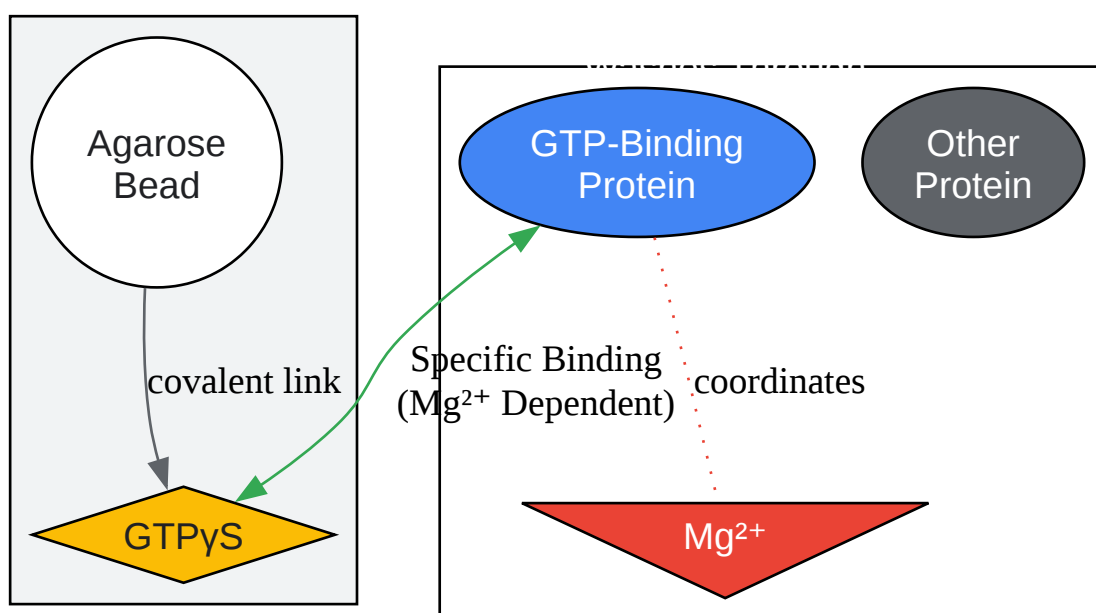 Agarose
Bead
GTP-Binding
Protein
Other
Protein
covalent link
Specific Binding
(Mg²⁺ Dependent)
coordinates
GTPγS
Mg²⁺